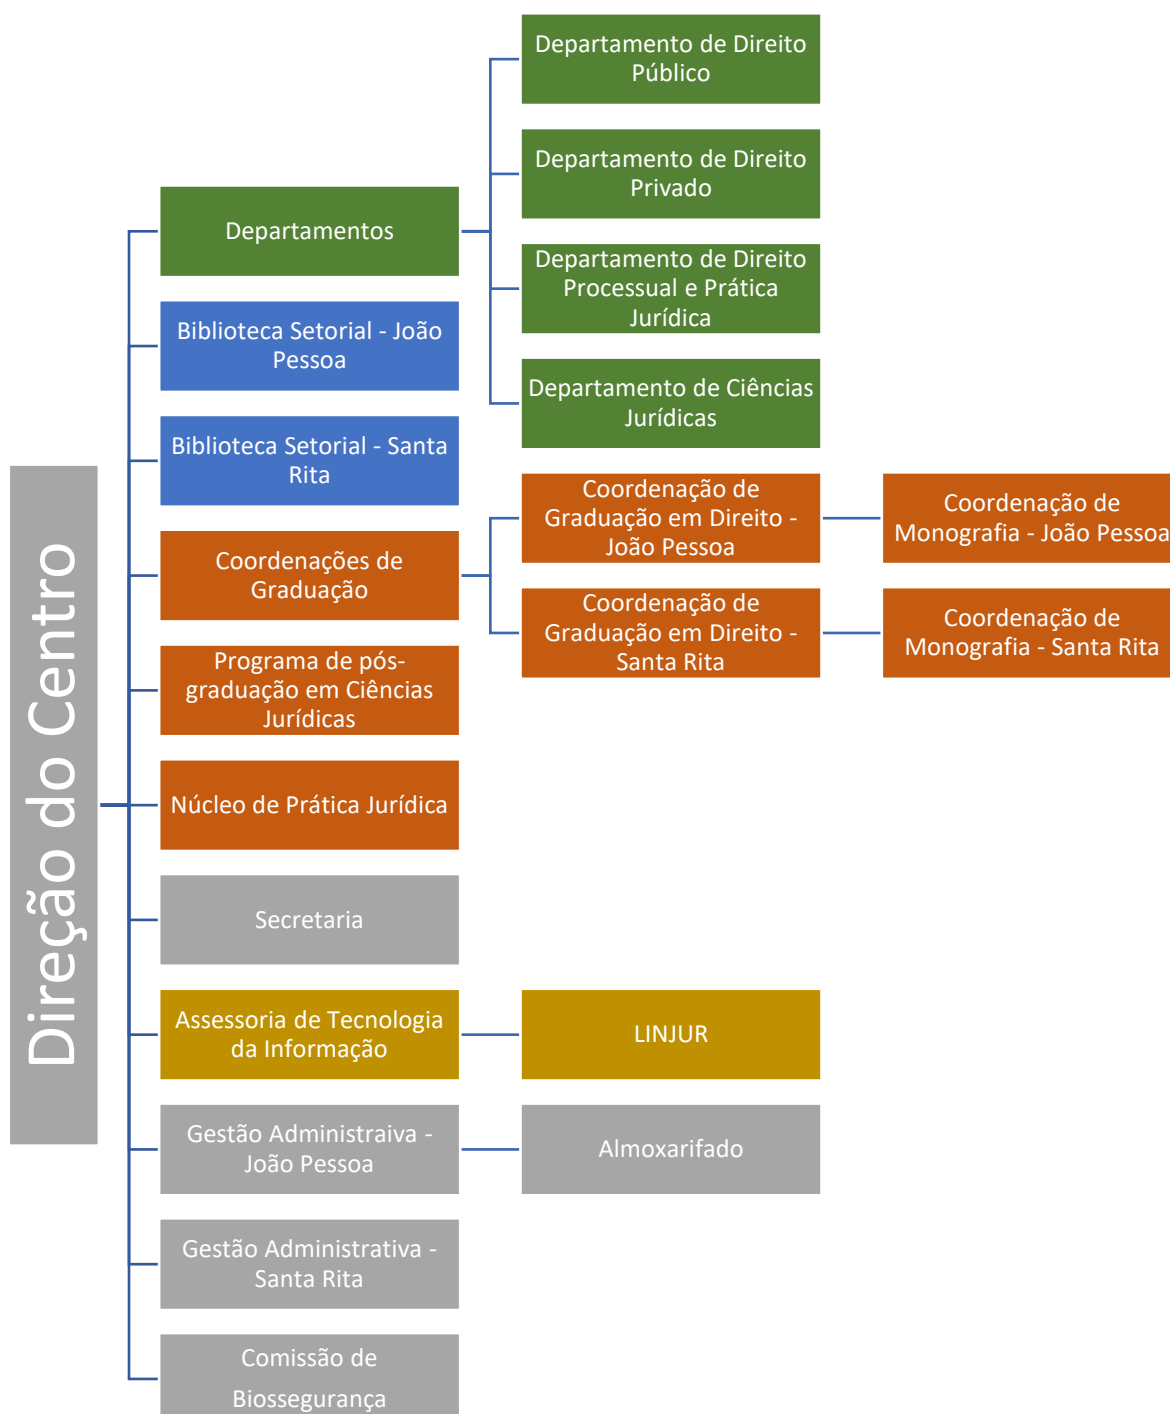 Direção do Centro
Departamentos
Departamento de Direito
Público
Departamento de Direito
Privado
Departamento de Direito
Processual e Prática
Jurídica
Departamento de Ciências
Jurídicas
Biblioteca Setorial - João
Pessoa
Biblioteca Setorial - Santa
Rita
Coordenações de
Graduação
Coordenação de
Graduação em Direito -
João Pessoa
Coordenação de
Monografia - João Pessoa
Coordenação de
Graduação em Direito -
Santa Rita
Coordenação de
Monografia - Santa Rita
Programa de pós-
graduação em Ciências
Jurídicas
Núcleo de Prática Jurídica
Secretaria
Assessoria de Tecnologia
da Informação
LINJUR
Gestão Administraiva -
João Pessoa
Almoxarifado
Gestão Administrativa -
Santa Rita
Comissão de
Biossegurança